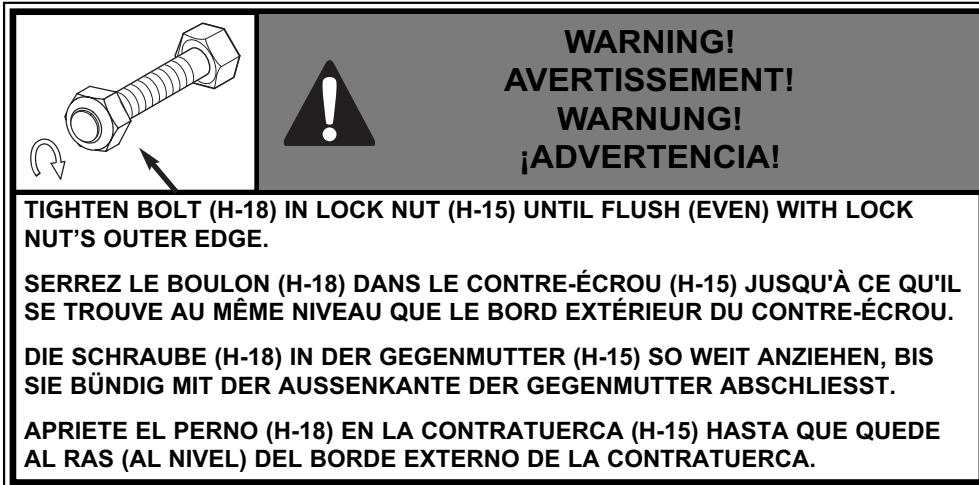 WARNING!
AVERTISSEMENT!
WARNUNG!
¡ADVERTENCIA!
TIGHTEN BOLT (H-18) IN LOCK NUT (H-15) UNTIL FLUSH (EVEN) WITH LOCK
NUT’S OUTER EDGE.
SERREZ LE BOULON (H-18) DANS LE CONTRE-ÉCROU (H-15) JUSQU'À CE QU'IL
SE TROUVE AU MÊME NIVEAU QUE LE BORD EXTÉRIEUR DU CONTRE-ÉCROU.
DIE SCHRAUBE (H-18) IN DER GEGENMUTTER (H-15) SO WEIT ANZIEHEN, BIS
SIE BÜNDIG MIT DER AUSSENKANTE DER GEGENMUTTER ABSCHLIESST.
APRIETE EL PERNO (H-18) EN LA CONTRATUERCA (H-15) HASTA QUE QUEDE
AL RAS (AL NIVEL) DEL BORDE EXTERNO DE LA CONTRATUERCA.